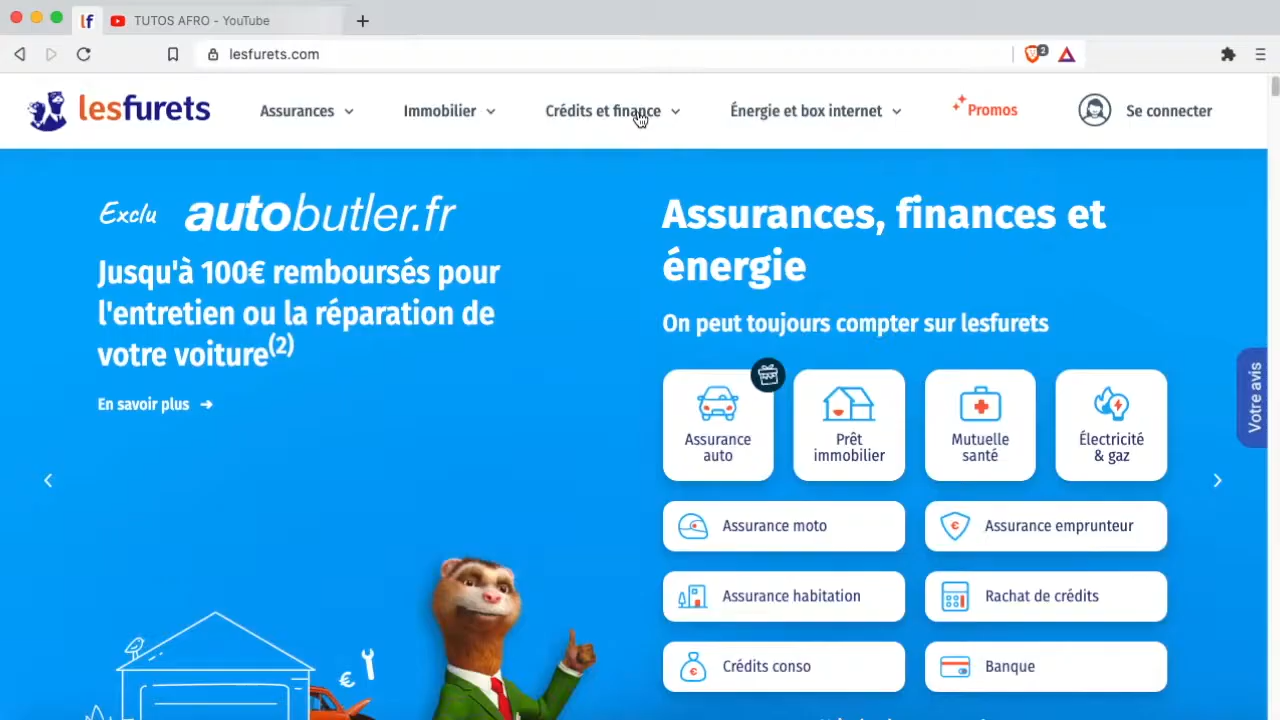 TUTOS AFRO - YouTube
lesfurets.com
2
lesfurets
Assurances
Immobilier
Crédits et finance
Énergie et box internet
Promos
Se connecter
Exclu autobutler.fr
Jusqu'à 100€ remboursés pour
l'entretien ou la réparation de
votre voiture(2)
En savoir plus →
Assurances, finances et
énergie
On peut toujours compter sur lesfurets
Assurance
auto
Prêt
immobilier
Mutuelle
santé
Électricité
& gaz
Assurance moto
Assurance emprunteur
Assurance habitation
Rachat de crédits
Crédits conso
Banque
Votre avis